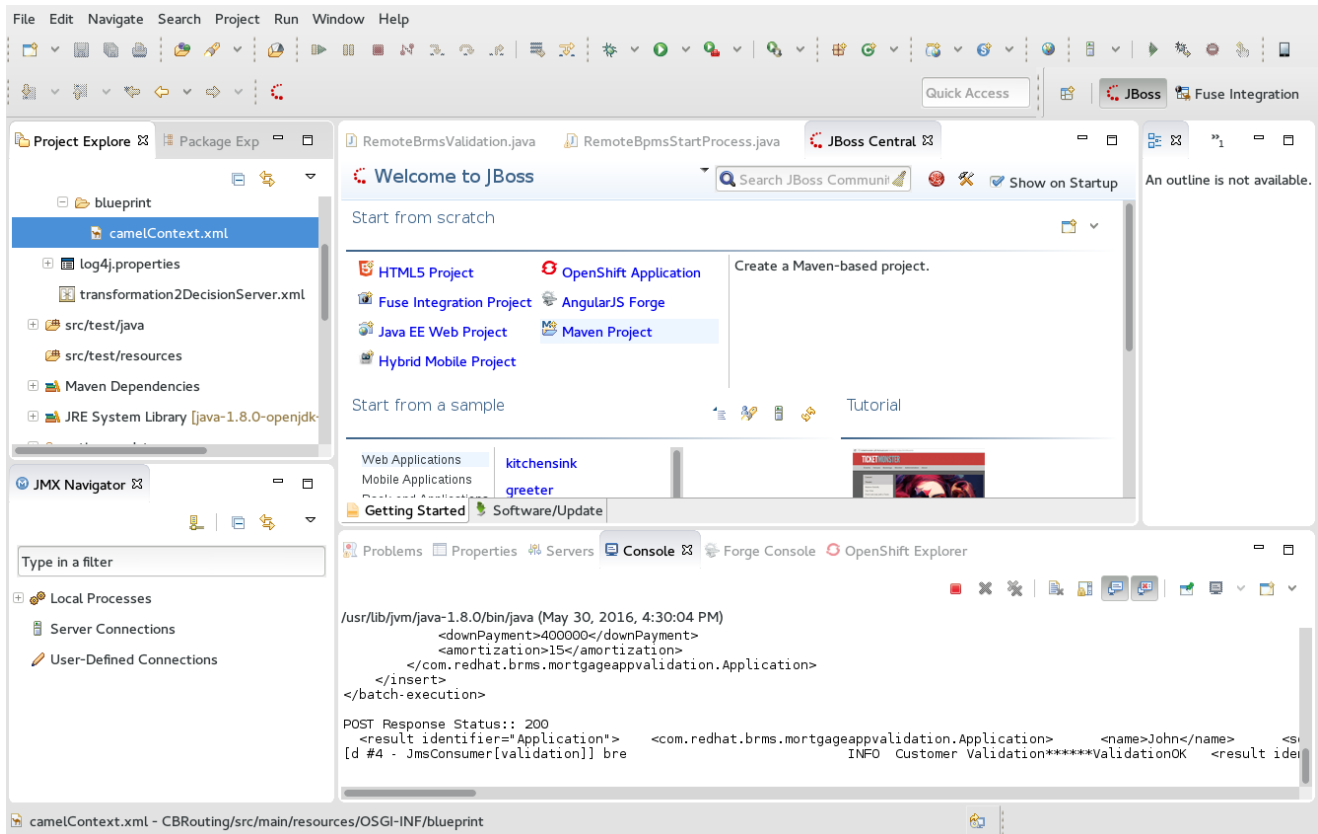 File Edit Navigate Search Project Run Window Help
Quick Access
JBoss
Fuse Integration
Project Explore
Package Exp
blueprint
camelContext.xml
log4j.properties
transformation2DecisionServer.xml
src/test/java
src/test/resources
Maven Dependencies
JRE System Library [java-1.8.0-openjdk-
RemoteBrmsValidation.java
RemoteBpmsStartProcess.java
JBoss Central
Welcome to JBoss
Search JBoss Communit
Show on Startup
Start from scratch
HTML5 Project
OpenShift Application
Fuse Integration Project
AngularJS Forge
Java EE Web Project
Maven Project
Hybrid Mobile Project
Create a Maven-based project.
Start from a sample
Tutorial
Web Applications
Mobile Applications
kitchensink
greeter
TICKETMONSTER
Getting Started
Software/Update
»1
An outline is not available.
JMX Navigator
Type in a filter
Local Processes
Server Connections
User-Defined Connections
Problems
Properties
Servers
Console
Forge Console
OpenShift Explorer
/usr/lib/jvm/java-1.8.0/bin/java (May 30, 2016, 4:30:04 PM)
<downPayment>400000</downPayment>
<amortization>15</amortization>
</com.redhat.brms.mortgageappvalidation.Application>
</insert>
</batch-execution>
POST Response Status:: 200
<result identifier="Application"> <com.redhat.brms.mortgageappvalidation.Application> <name>John</name> <s
[d #4 - JmsConsumer[validation]] bre INFO Customer Validation******ValidationOK <result iden
camelContext.xml - CBRouting/src/main/resources/OSGI-INF/blueprint